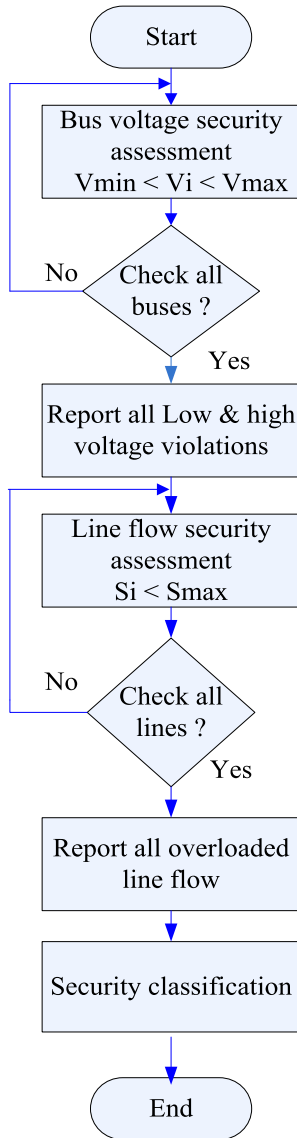 Start
Bus voltage security
assessment
Vmin < Vi < Vmax
No
Check all
buses ?
Yes
Report all Low & high
voltage violations
Line flow security
assessment
Si < Smax
No
Check all
lines ?
Yes
Report all overloaded
line flow
Security classification
End